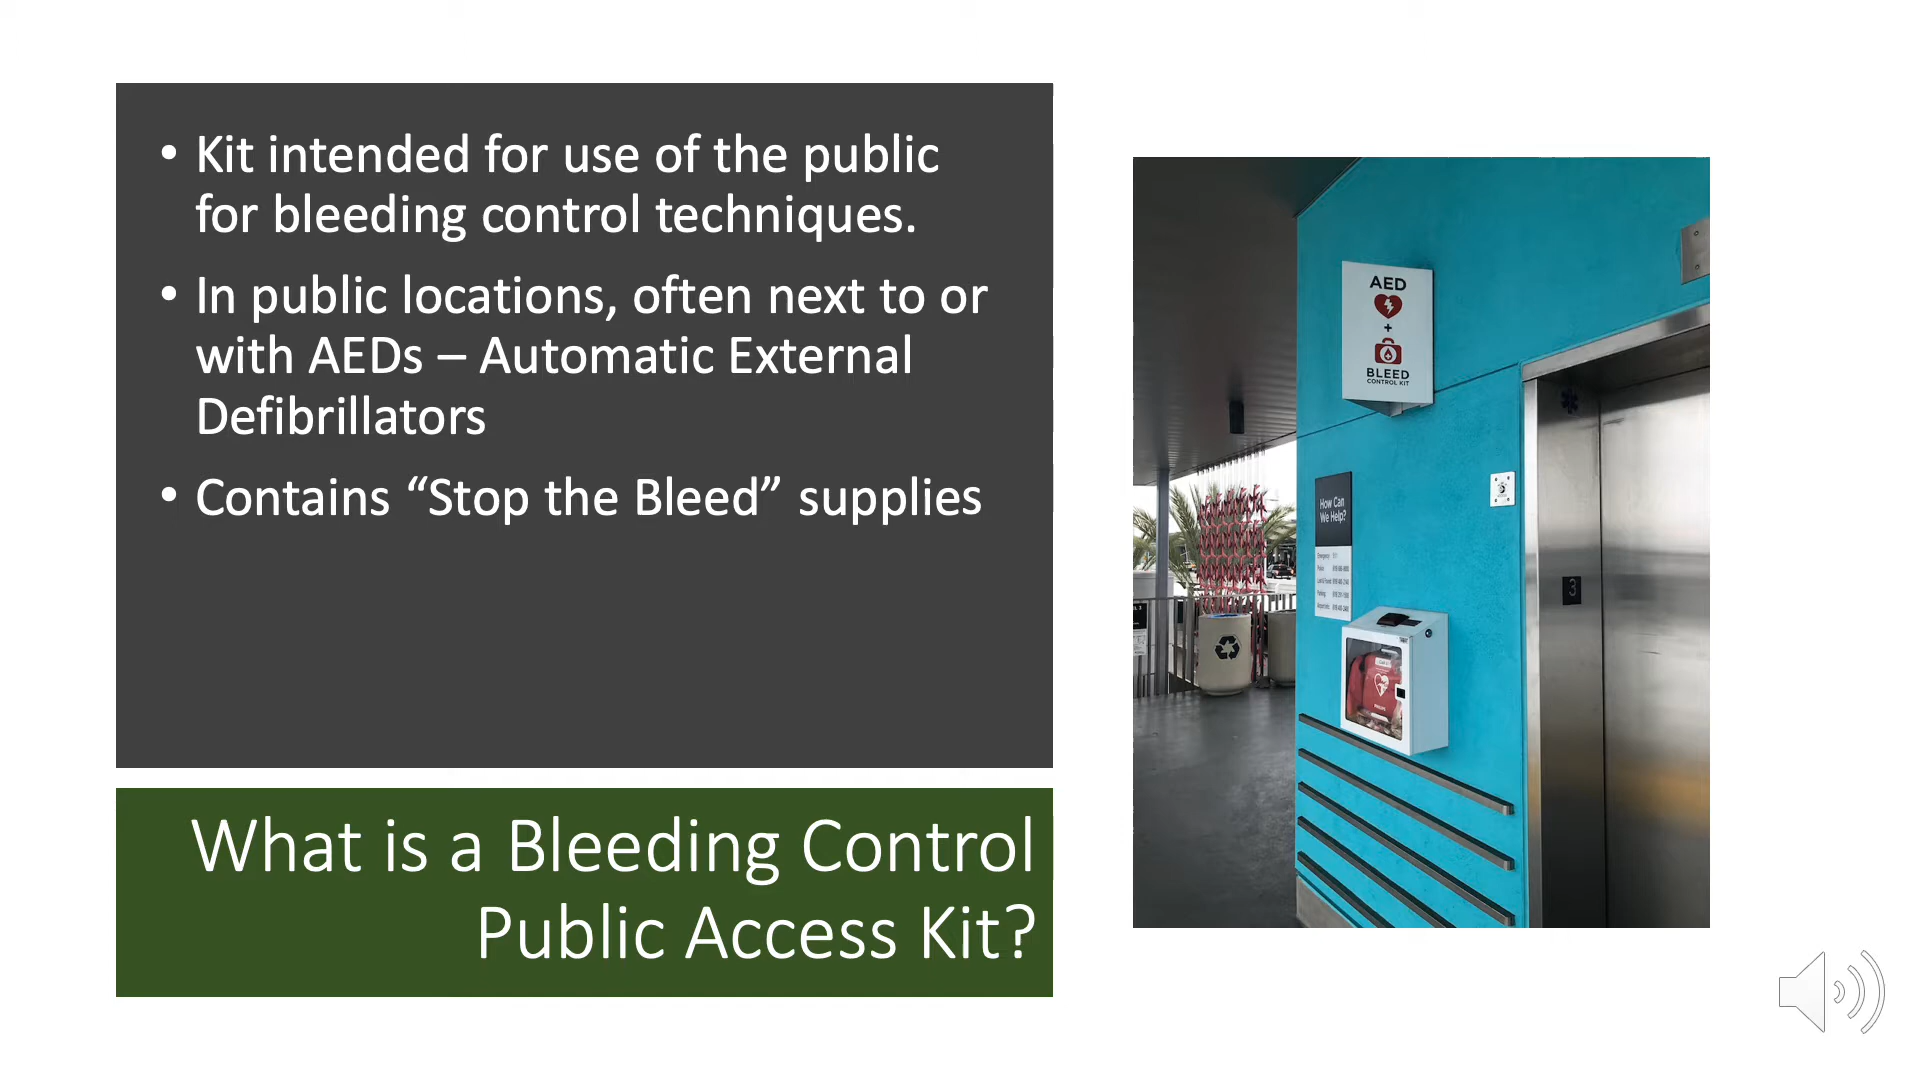 • Kit intended for use of the public
for bleeding control techniques.
• In public locations, often next to or
with AEDs – Automatic External
Defibrillators
• Contains “Stop the Bleed” supplies
What is a Bleeding Control
Public Access Kit?
AED
+
BLEED
CONTROL KIT
How Can
We Help?
3